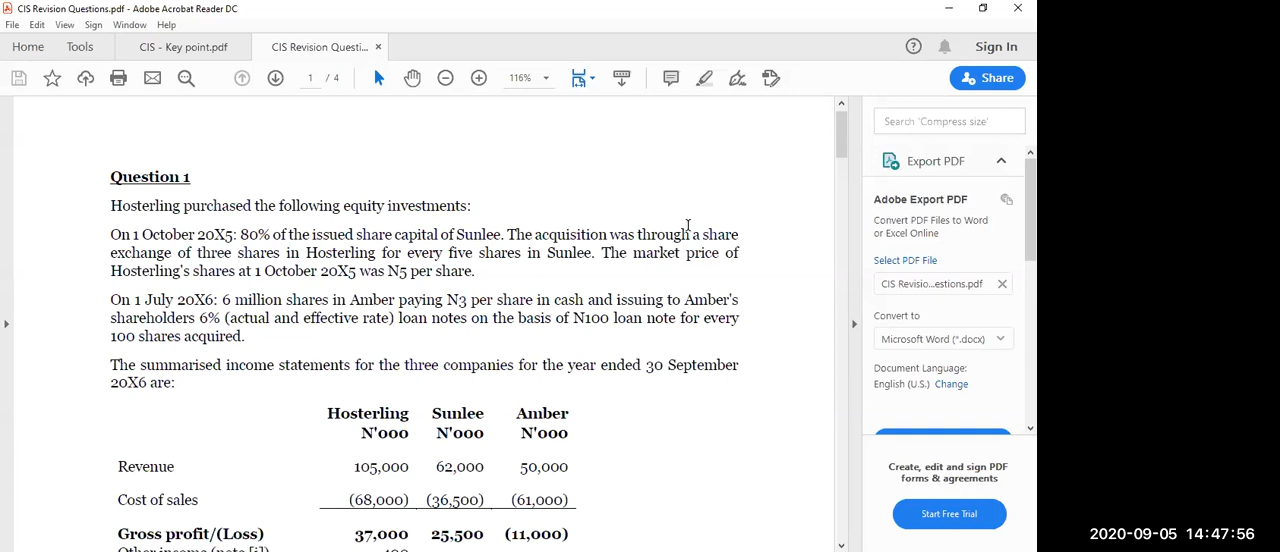 CIS Revision Questions.pdf - Adobe Acrobat Reader DC
File Edit View Sign Window Help
Home Tools CIS - Key point.pdf CIS Revision Questi... ×
Sign In
1 / 4 116% Share
Search 'Compress size'
Export PDF
Adobe Export PDF
Convert PDF Files to Word
or Excel Online
Select PDF File
CIS Revisio...estions.pdf
Convert to
Microsoft Word (*.docx)
Document Language:
English (U.S.) Change
Create, edit and sign PDF
forms & agreements
Start Free Trial
Question 1
Hosterling purchased the following equity investments:
On 1 October 20X5: 80% of the issued share capital of Sunlee. The acquisition was through a share
exchange of three shares in Hosterling for every five shares in Sunlee. The market price of
Hosterling's shares at 1 October 20X5 was N5 per share.
On 1 July 20X6: 6 million shares in Amber paying N3 per share in cash and issuing to Amber's
shareholders 6% (actual and effective rate) loan notes on the basis of N100 loan note for every
100 shares acquired.
The summarised income statements for the three companies for the year ended 30 September
20X6 are:
Hosterling Sunlee Amber
N'000 N'000 N'000
Revenue 105,000 62,000 50,000
Cost of sales (68,000) (36,500) (61,000)
Gross profit/(Loss) 37,000 25,500 (11,000)
Other income (note [i]) 400
2020-09-05 14:47:56